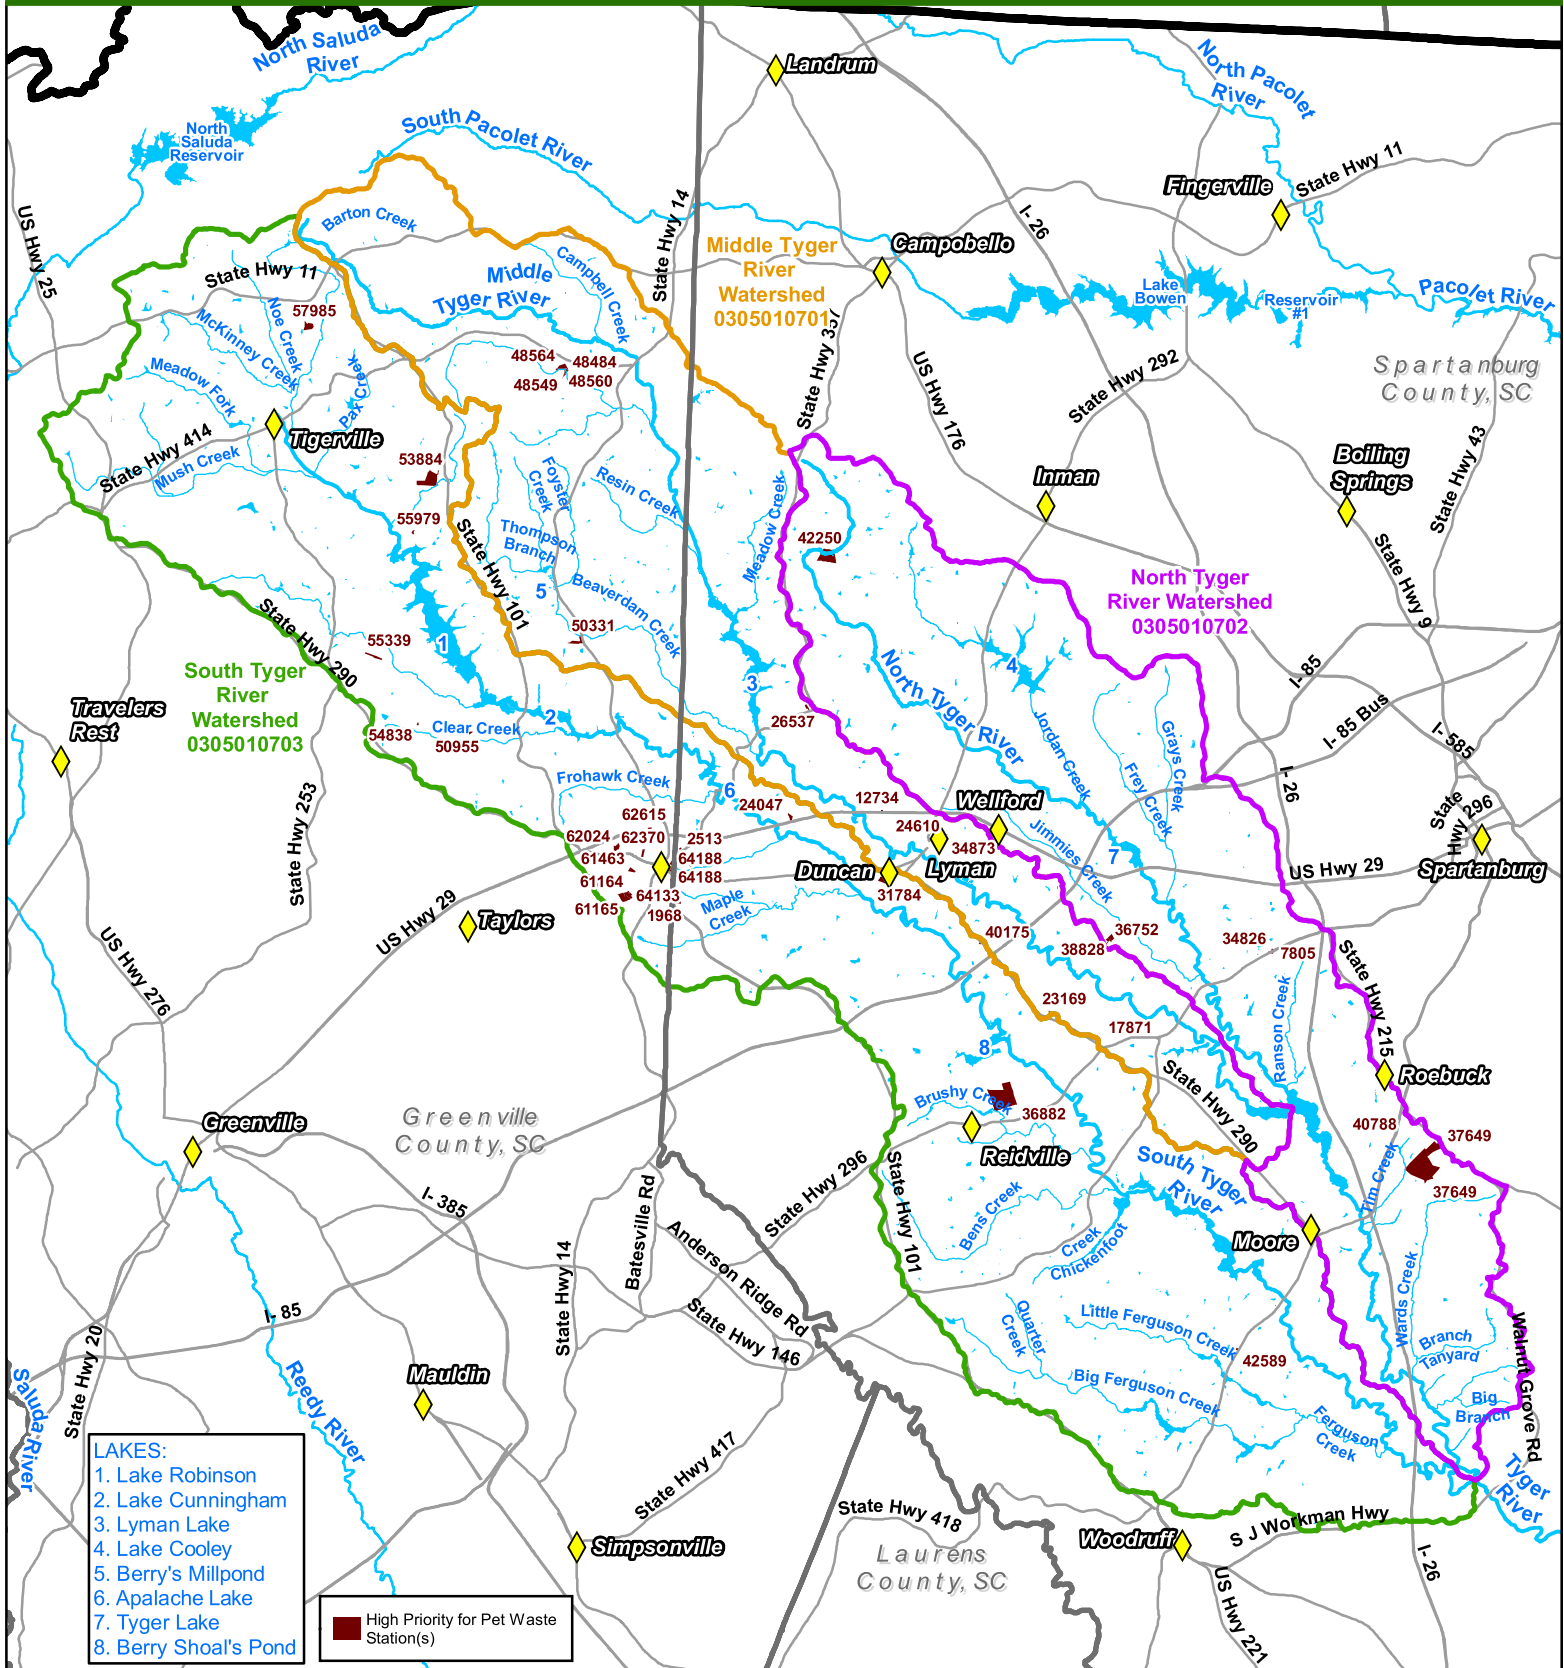 North Saluda
River
Landrum
North Pacolet
River
North
Saluda
Reservoir
South Pacolet River
State Hwy 11
Fingerville
US Hwy 25
Barton Creek
State Hwy 14
I- 26
Campobello
Middle Tyger
River
Watershed
0305010701
Campbell Creek
State Hwy 11
Middle
Tyger River
Lake
Bowen
Reservoir
#1
Pacolet River
57985
Noe Creek
McKinney Creek
Meadow Fork
Pax Creek
48564
48484
48549
48560
State Hwy 357
US Hwy 176
State Hwy 292
Spartanburg
County, SC
Tigerville
State Hwy 414
Mush Creek
53884
55979
Foyster
Creek
Resin Creek
Meadow Creek
42250
Inman
Boiling
Springs
State Hwy 43
State Hwy 9
State Hwy 101
Thompson
Branch
5
Beaverdam Creek
50331
North Tyger
River Watershed
0305010702
State Hwy 290
55339
1
South Tyger
River
Watershed
0305010703
Travelers
Rest
4
3
North Tyger River
I- 85
I- 85 Bus
I- 585
26537
2
Clear Creek
54838
50955
Jordan Creek
Frey Creek
Grays Creek
I- 26
State
Hwy 296
Frohawk Creek
6
24047
12734
Wellford
State Hwy 253
62615
62024
62370
2513
61463
64188
61164
64188
64133
61165
1968
24610
34873
Lyman
Duncan
31784
Jimmies Creek
7
US Hwy 29
Spartanburg
US Hwy 29
Taylors
Maple
Creek
US Hwy 276
40175
36752
38828
34826
7805
State Hwy 215
23169
17871
Ranson Creek
8
Brushy Creek
36882
State Hwy 290
Roebuck
40788
37649
37649
Tim Creek
Greenville
Greenville
County, SC
Reidville
South Tyger
River
State Hwy 296
State Hwy 101
Bens Creek
Creek
Chickenfoot
Moore
I- 385
Batesville Rd
Anderson Ridge Rd
State Hwy 14
State Hwy 146
I- 85
State Hwy 20
Quarter
Creek
Little Ferguson Creek
42589
Wards Creek
Branch
Tanyard
Walnut Grove Rd
Big
Branch
Big Ferguson Creek
Ferguson
Creek
Saluda River
Reedy River
Mauldin
State Hwy 417
Simpsonville
State Hwy 418
Laurens
County, SC
Woodruff
S J Workman Hwy
Tyger
River
I- 26
US Hwy 221
LAKES:
1. Lake Robinson
2. Lake Cunningham
3. Lyman Lake
4. Lake Cooley
5. Berry's Millpond
6. Apalache Lake
7. Tyger Lake
8. Berry Shoal's Pond
High Priority for Pet Waste
Station(s)